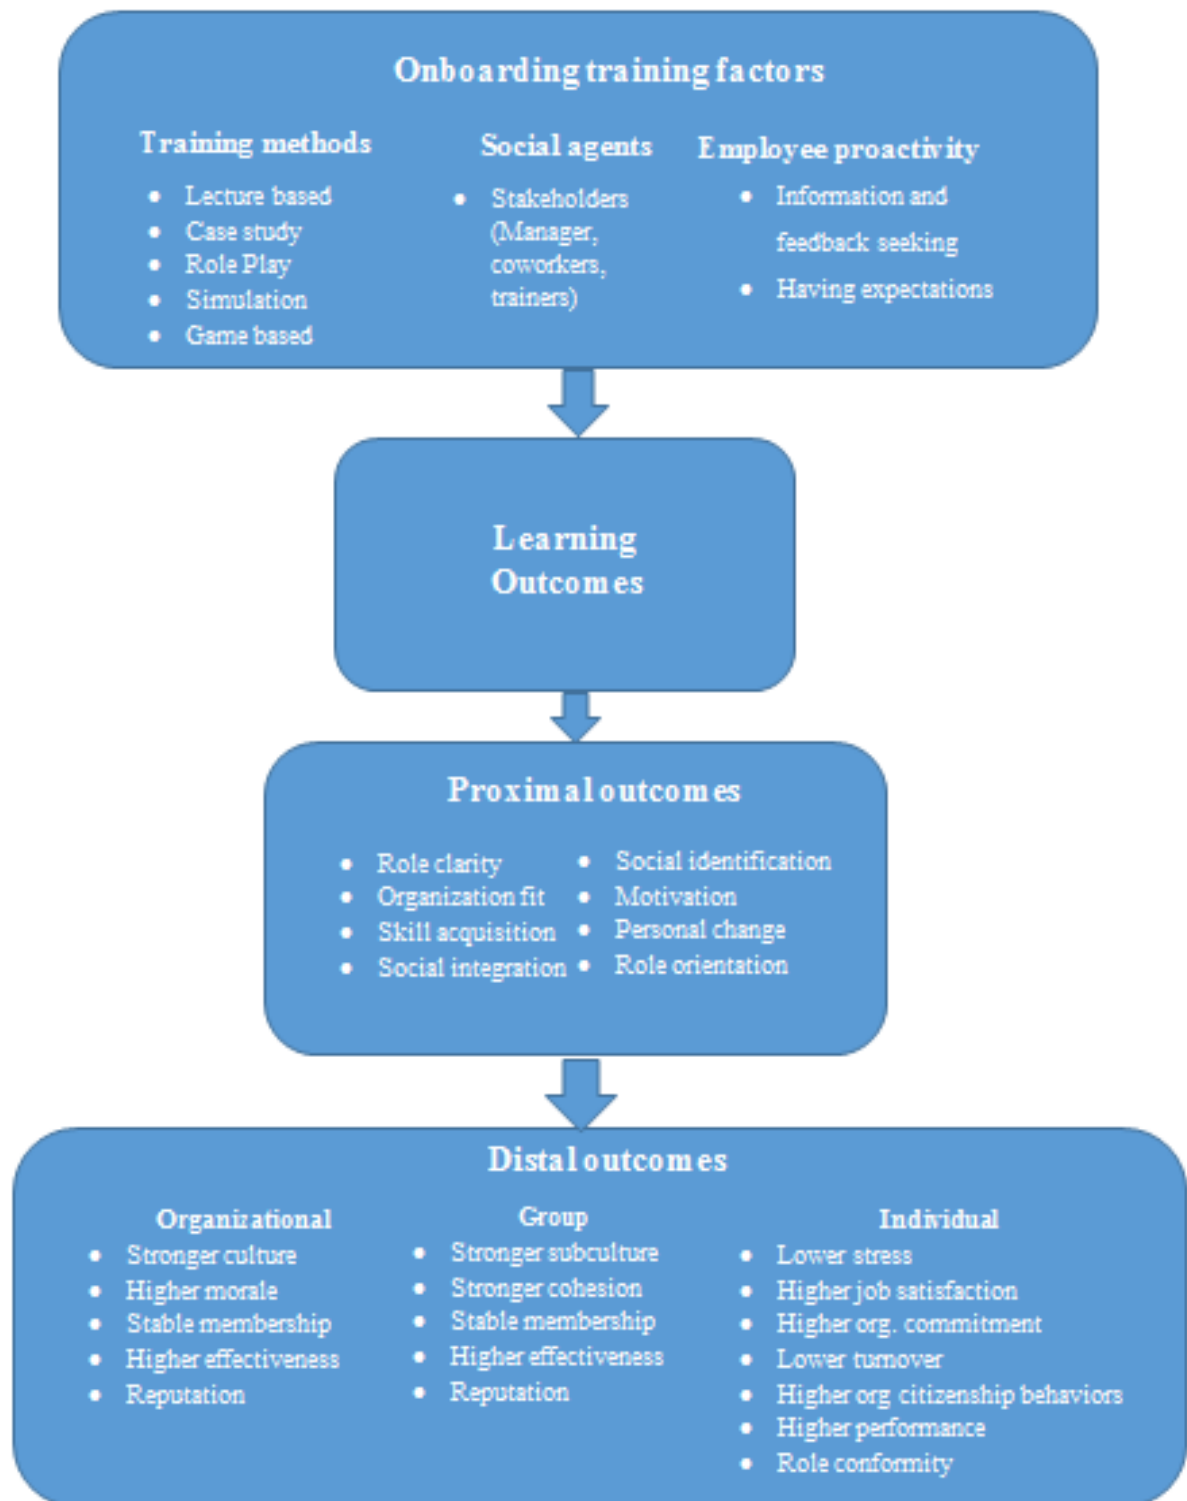 Onboarding training factors
Training methods
● Lecture based
● Case study
● Role Play
● Simulation
● Game based
Social agents
● Stakeholders
(Manager,
coworkers,
trainers)
Employee proactivity
● Information and
feedback seeking
● Having expectations
Learning
Outcomes
Proximal outcomes
● Role clarity
● Organization fit
● Skill acquisition
● Social integration
● Social identification
● Motivation
● Personal change
● Role orientation
Distal outcomes
Organizational
● Stronger culture
● Higher morale
● Stable membership
● Higher effectiveness
● Reputation
Group
● Stronger subculture
● Stronger cohesion
● Stable membership
● Higher effectiveness
● Reputation
Individual
● Lower stress
● Higher job satisfaction
● Higher org. commitment
● Lower turnover
● Higher org citizenship behaviors
● Higher performance
● Role conformity